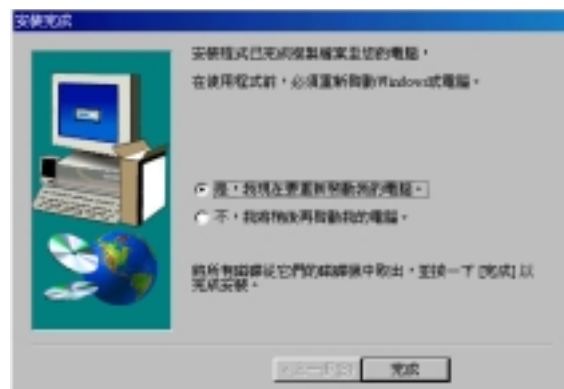 安裝完成
安裝程式已完成複製檔案至您的電腦。
在使用程式前，必須重新啟動Windows或電腦。
是，我現在要重新啟動我的電腦。
不，我將稍後再啟動我的電腦。
將所有磁碟從它們的磁碟機中取出，並按一下 [完成] 以
完成安裝。
<上一步(B)
完成